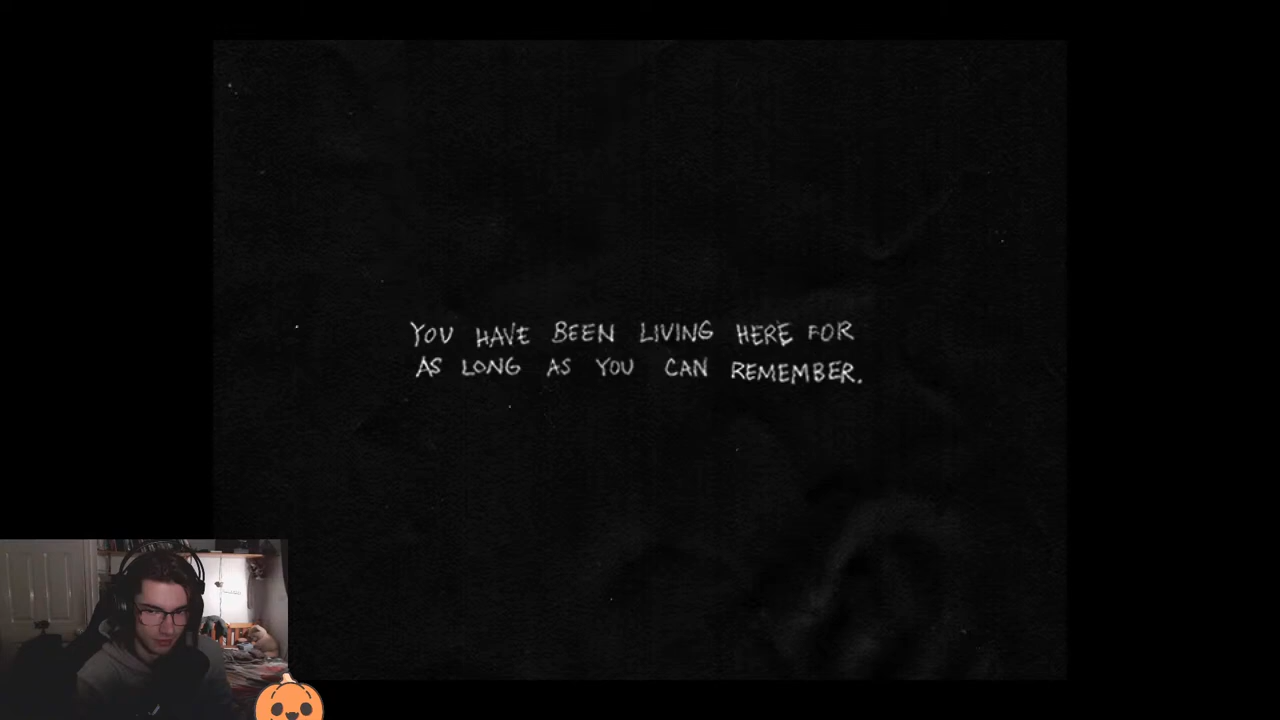 YOU HAVE BEEN LIVING HERE FOR
AS LONG AS YOU CAN REMEMBER.